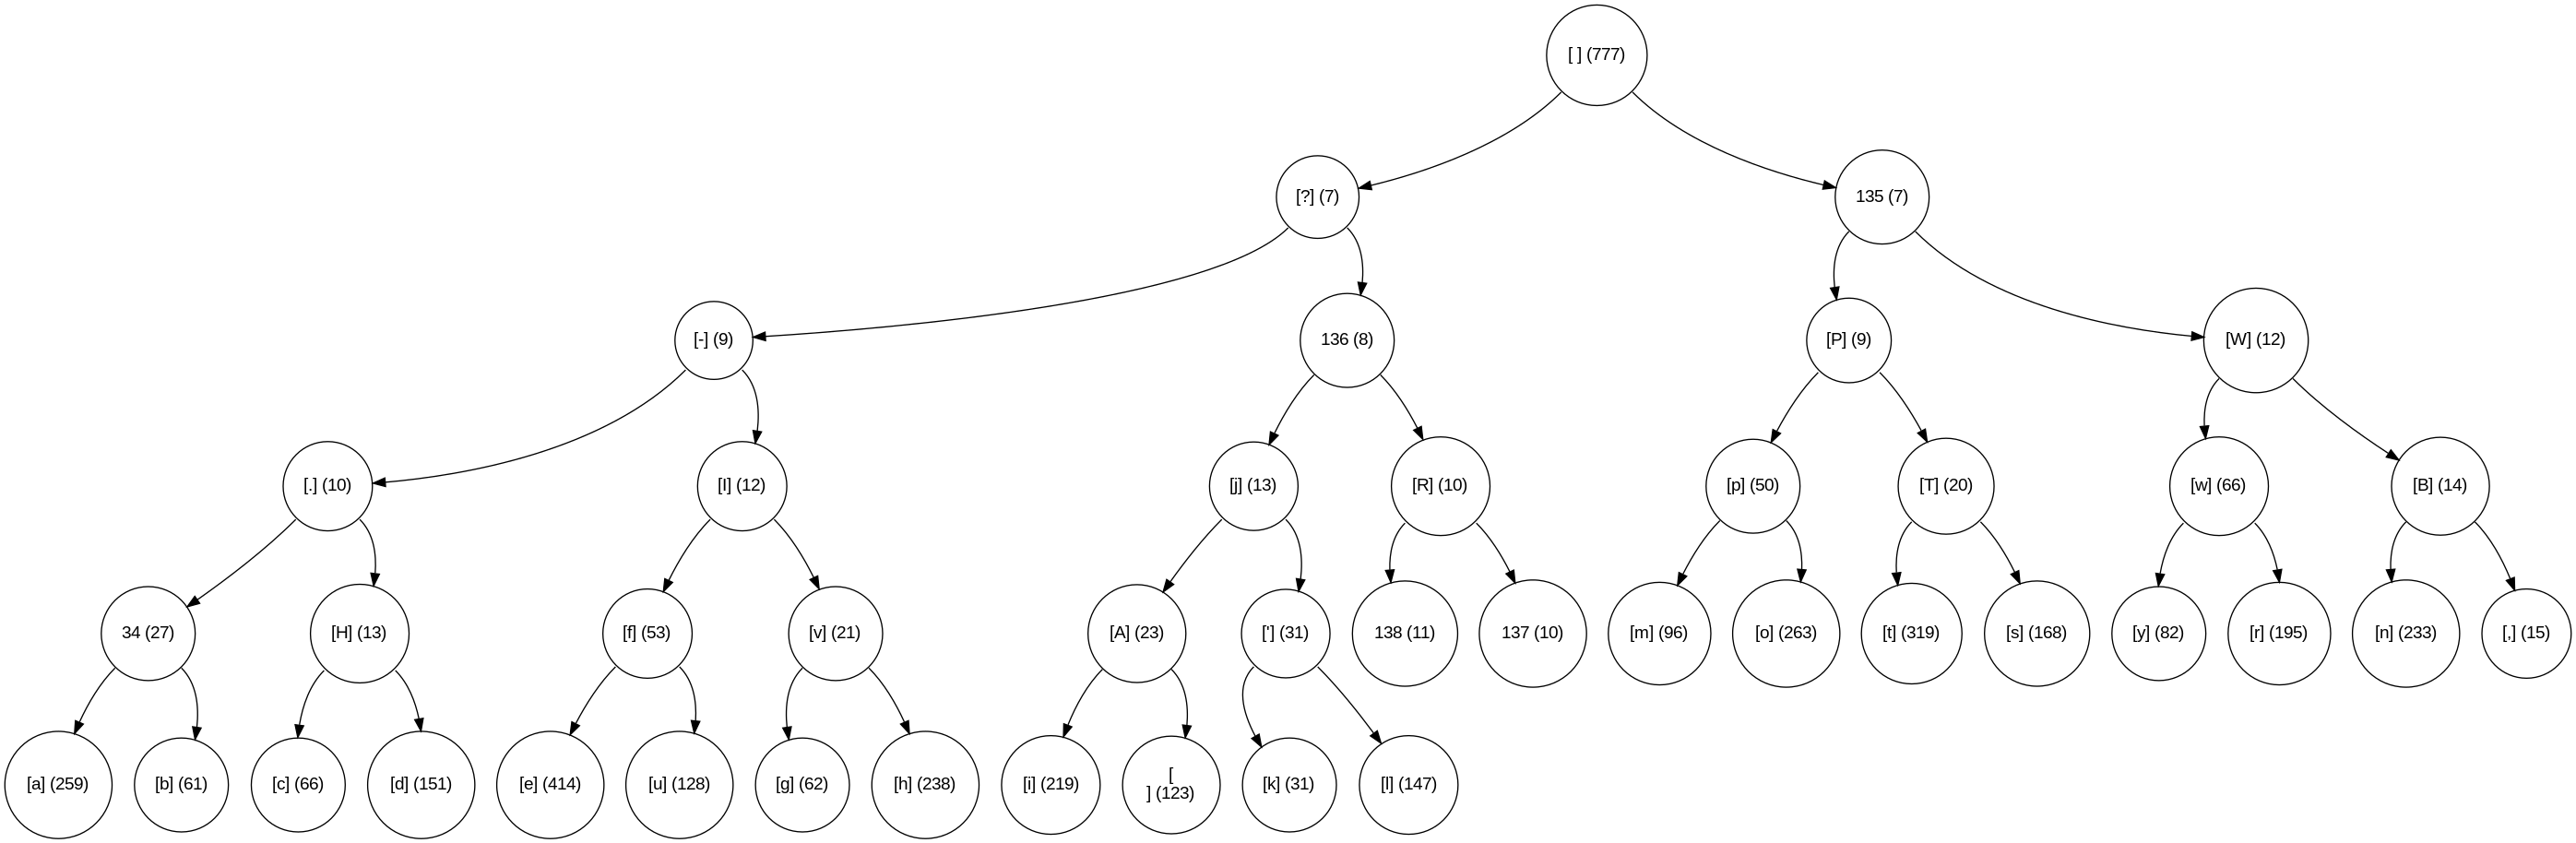 [ ] (777)
[?] (7)
135 (7)
[-] (9)
136 (8)
[P] (9)
[W] (12)
[.] (10)
[I] (12)
[j] (13)
[R] (10)
[p] (50)
[T] (20)
[w] (66)
[B] (14)
34 (27)
[H] (13)
[f] (53)
[v] (21)
[A] (23)
['] (31)
138 (11)
137 (10)
[m] (96)
[o] (263)
[t] (319)
[s] (168)
[y] (82)
[r] (195)
[n] (233)
[,] (15)
[a] (259)
[b] (61)
[c] (66)
[d] (151)
[e] (414)
[u] (128)
[g] (62)
[h] (238)
[i] (219)
[
] (123)
[k] (31)
[l] (147)